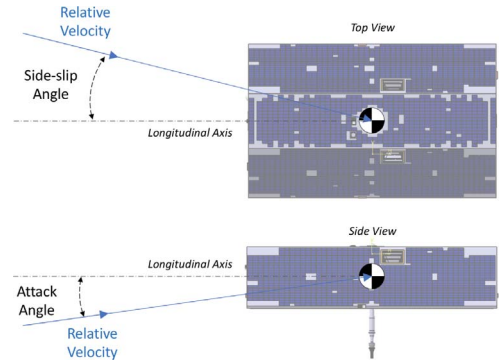 Relative
Velocity
Top View
Side-slip
Angle
Longitudinal Axis
Side View
Longitudinal Axis
Attack
Angle
Relative
Velocity